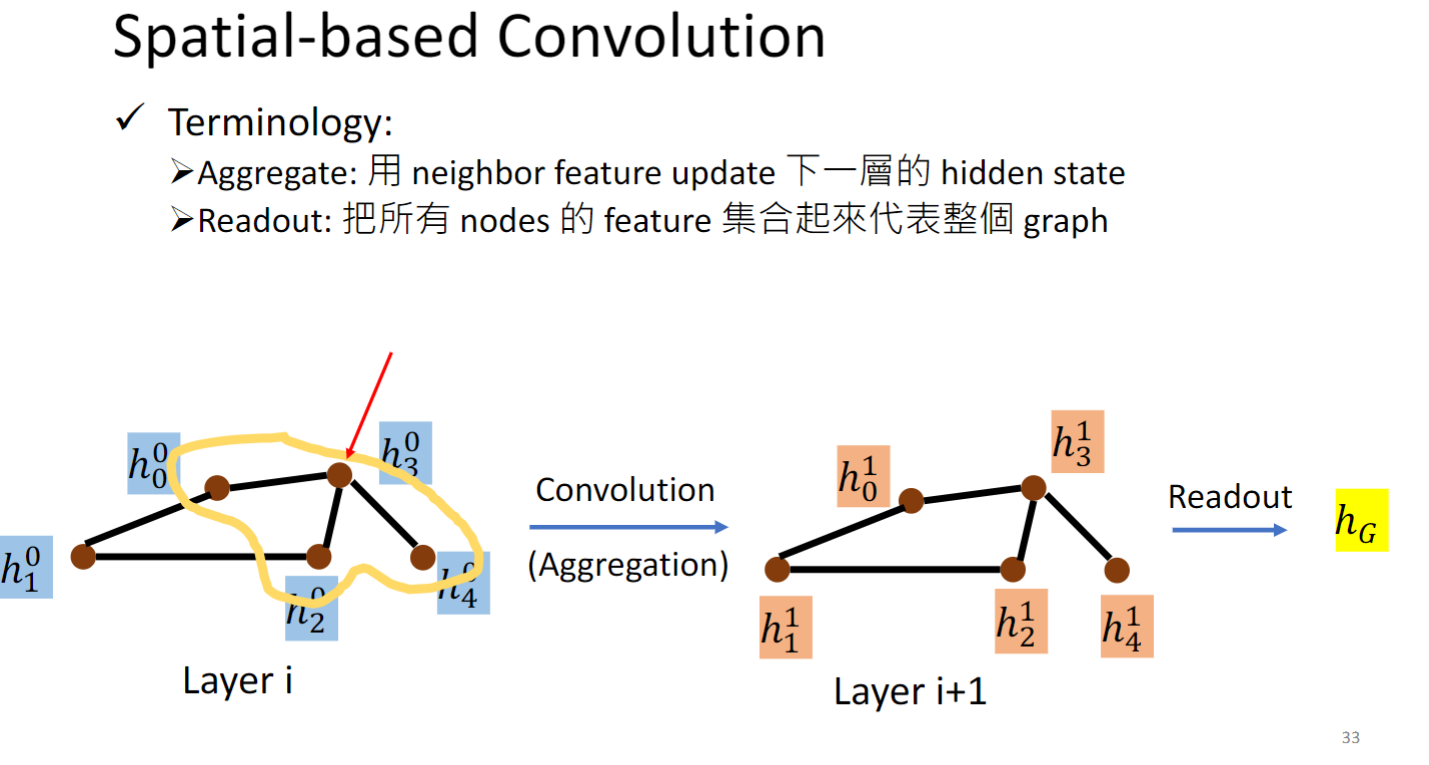 Spatial-based Convolution
✓ Terminology:
➢Aggregate: 用 neighbor feature update 下一層的 hidden state
➢Readout: 把所有 nodes 的 feature 集合起來代表整個 graph
h_0^0
h_3^0
h_1^0
h_2^0
h_4^0
Layer i
Convolution
(Aggregation)
h_0^1
h_3^1
h_1^1
h_2^1
h_4^1
Layer i+1
Readout
h_G
33